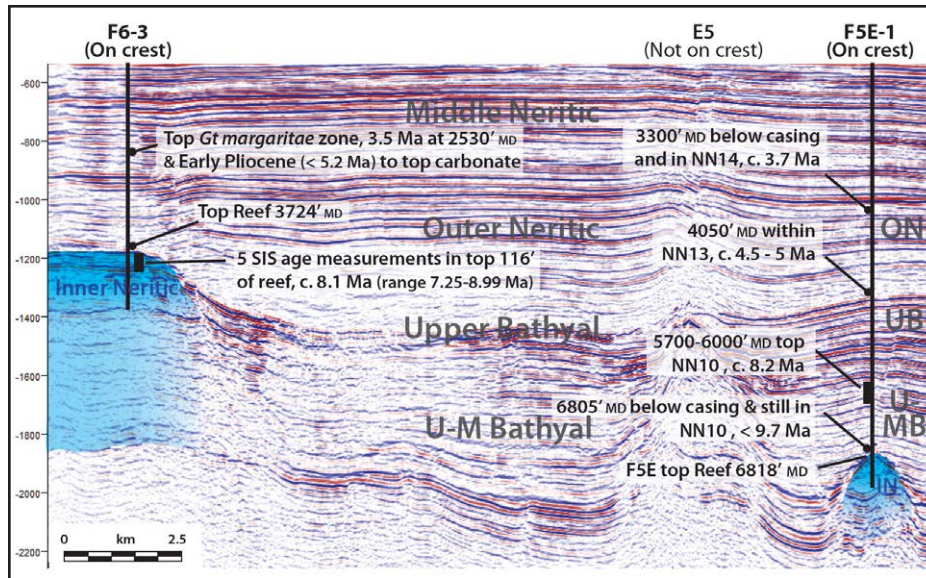 F6-3
(On crest)
E5
(Not on crest)
F5E-1
(On crest)
-600
-800
-1000
-1200
-1400
-1600
-1800
-2000
-2200
Middle Neritic
Top Gt margaritae zone, 3.5 Ma at 2530' MD
& Early Pliocene (< 5.2 Ma) to top carbonate
3300' MD below casing
and in NN14, c. 3.7 Ma
Top Reef 3724' MD
Outer Neritic
ON
4050' MD within
NN13, c. 4.5 - 5 Ma
5 SIS age measurements in top 116'
of reef, c. 8.1 Ma (range 7.25-8.99 Ma)
Inner Neritic
Upper Bathyal
UB
5700-6000' MD top
NN10, c. 8.2 Ma
U-M Bathyal
U-
MB
6805' MD below casing & still in
NN10 , < 9.7 Ma
F5E top Reef 6818' MD
IN
0 km 2.5